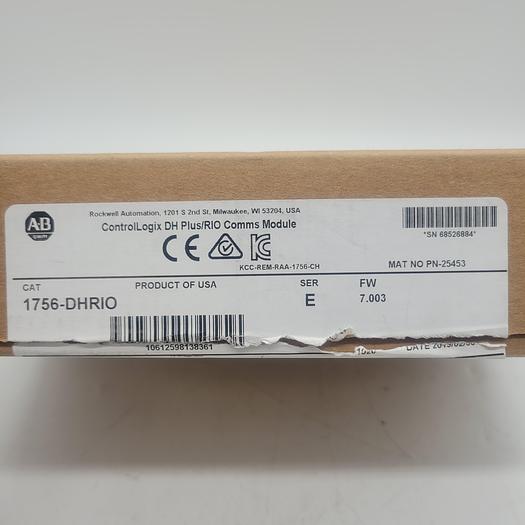 AB
QUALITY
Rockwell Automation, 1201 S 2nd St, Milwaukee, WI 53204, USA
ControlLogix DH Plus/RIO Comms Module
CE
KCC-REM-RAA-1756-CH
*SN 68526884*
MAT NO PN-25453
CAT
1756-DHRIO
PRODUCT OF USA
SER
E
FW
7.003
10612598138361
DATE